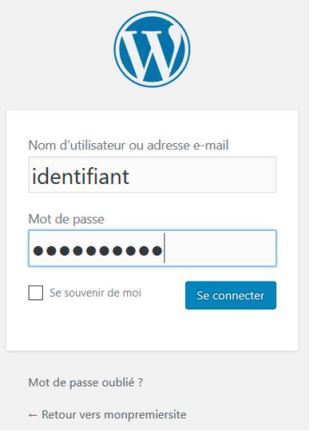 Nom d'utilisateur ou adresse e-mail
identifiant
Mot de passe
●●●●●●●●●●
Se souvenir de moi
Se connecter
Mot de passe oublié ?
← Retour vers monpremiersite